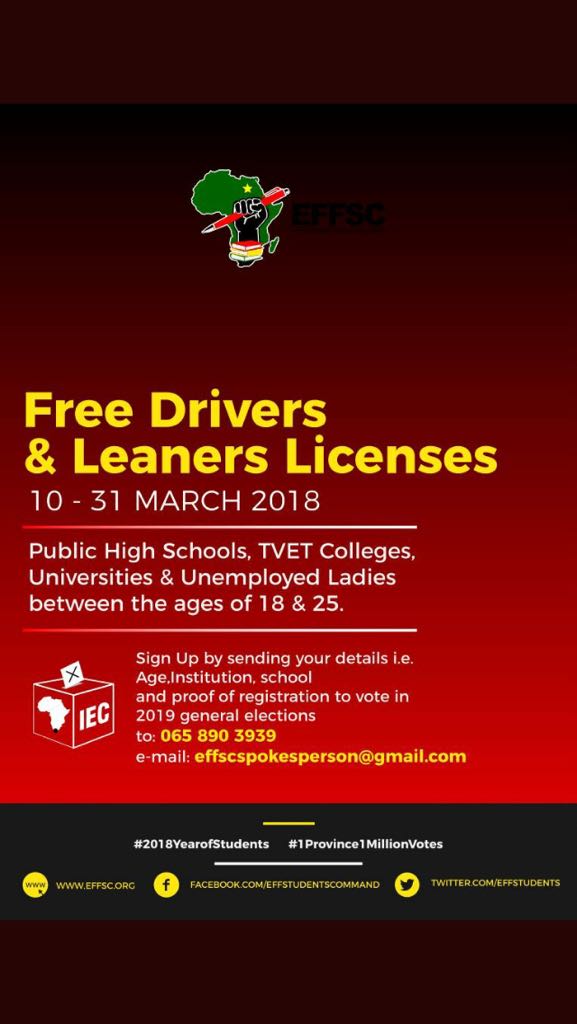 EFFSC
Free Drivers
& Leaners Licenses
10 - 31 MARCH 2018
Public High Schools, TVET Colleges,
Universities & Unemployed Ladies
between the ages of 18 & 25.
IEC
Sign Up by sending your details i.e.
Age,Institution, school
and proof of registration to vote in
2019 general elections
to: 065 890 3939
e-mail: effscspokesperson@gmail.com
#2018YearofStudents #1Province1MillionVotes
www WWW.EFFSC.ORG f FACEBOOK.COM/EFFSTUDENTSCOMMAND TWITTER.COM/EFFSTUDENTS